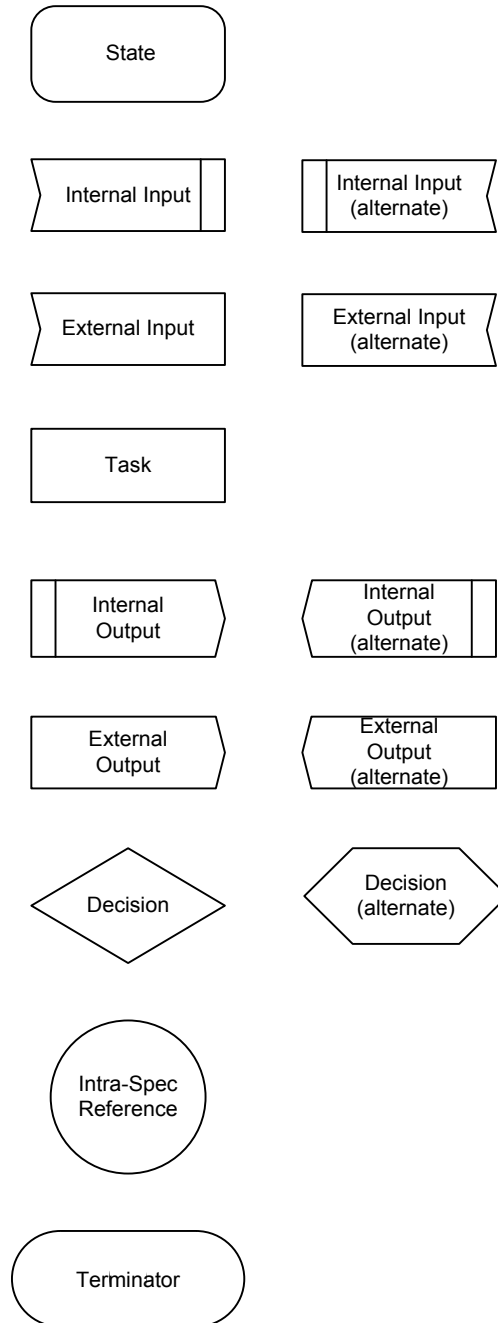 State
Internal Input
Internal Input
(alternate)
External Input
External Input
(alternate)
Task
Internal
Output
Internal
Output
(alternate)
External
Output
External
Output
(alternate)
Decision
Decision
(alternate)
Intra-Spec
Reference
Terminator